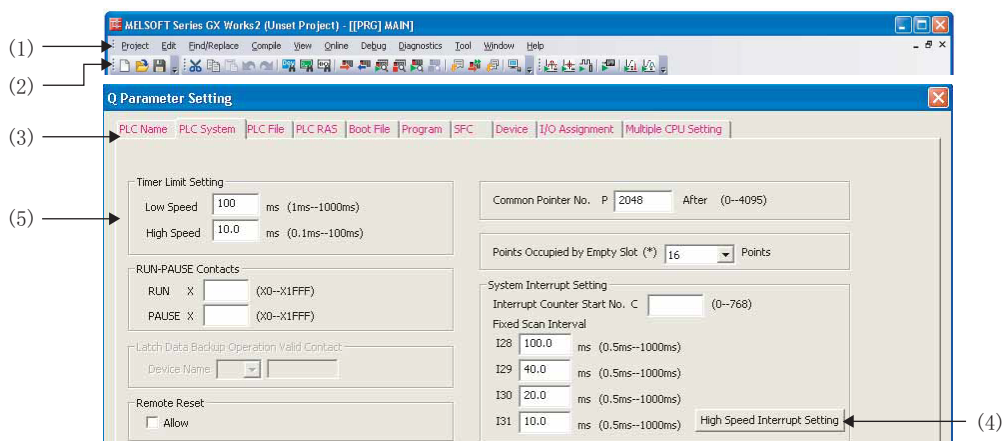 MELSOFT Series GX Works2 (Unset Project) - [[PRG] MAIN]
(1) Project Edit Find/Replace Compile View Online Debug Diagnostics Tool Window Help
(2)
Q Parameter Setting
(3) PLC Name PLC System PLC File PLC RAS Boot File Program SFC Device I/O Assignment Multiple CPU Setting
Timer Limit Setting
Low Speed 100 ms (1ms--1000ms)
(5)
High Speed 10.0 ms (0.1ms--100ms)
RUN-PAUSE Contacts
RUN X (X0--X1FFF)
PAUSE X (X0--X1FFF)
Latch Data Backup Operation Valid Contact
Device Name
Remote Reset
Allow
Common Pointer No. P 2048 After (0--4095)
Points Occupied by Empty Slot (*) 16 Points
System Interrupt Setting
Interrupt Counter Start No. C (0--768)
Fixed Scan Interval
I28 100.0 ms (0.5ms--1000ms)
I29 40.0 ms (0.5ms--1000ms)
I30 20.0 ms (0.5ms--1000ms)
I31 10.0 ms (0.5ms--1000ms) High Speed Interrupt Setting (4)